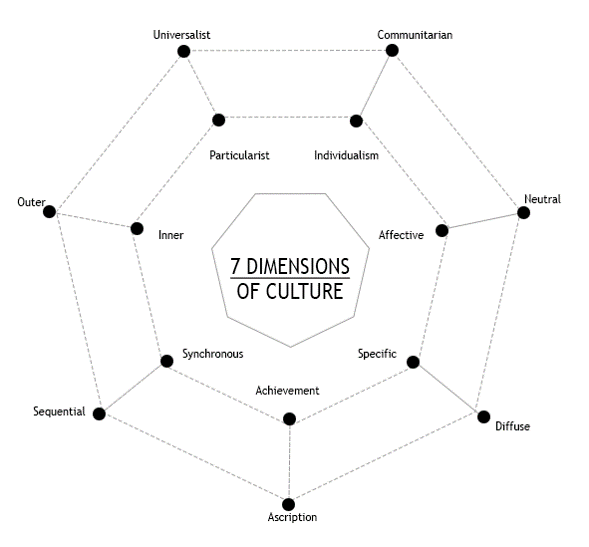 Universalist
Communitarian
Particularist
Individualism
Outer
Neutral
Inner
Affective
7 DIMENSIONS
OF CULTURE
Synchronous
Specific
Achievement
Sequential
Diffuse
Ascription